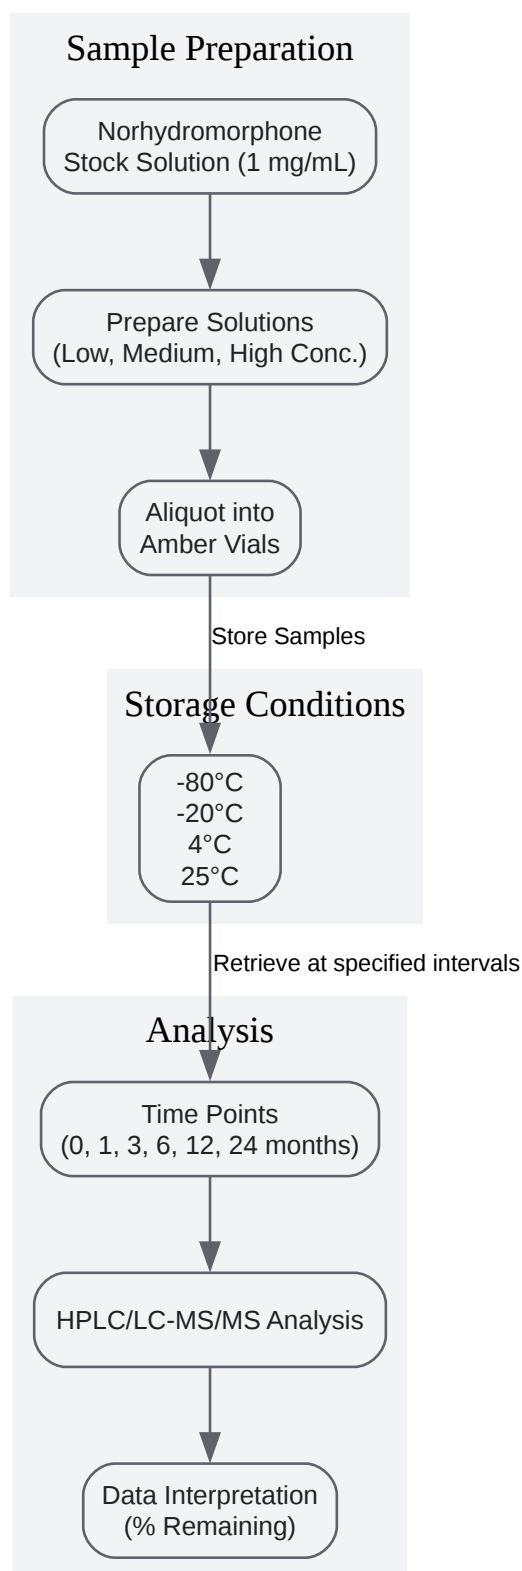 Sample Preparation
Norhydromorphone
Stock Solution (1 mg/mL)
Prepare Solutions
(Low, Medium, High Conc.)
Aliquot into
Amber Vials
Store Samples
Storage Conditions
-80°C
-20°C
4°C
25°C
Retrieve at specified intervals
Analysis
Time Points
(0, 1, 3, 6, 12, 24 months)
HPLC/LC-MS/MS Analysis
Data Interpretation
(% Remaining)